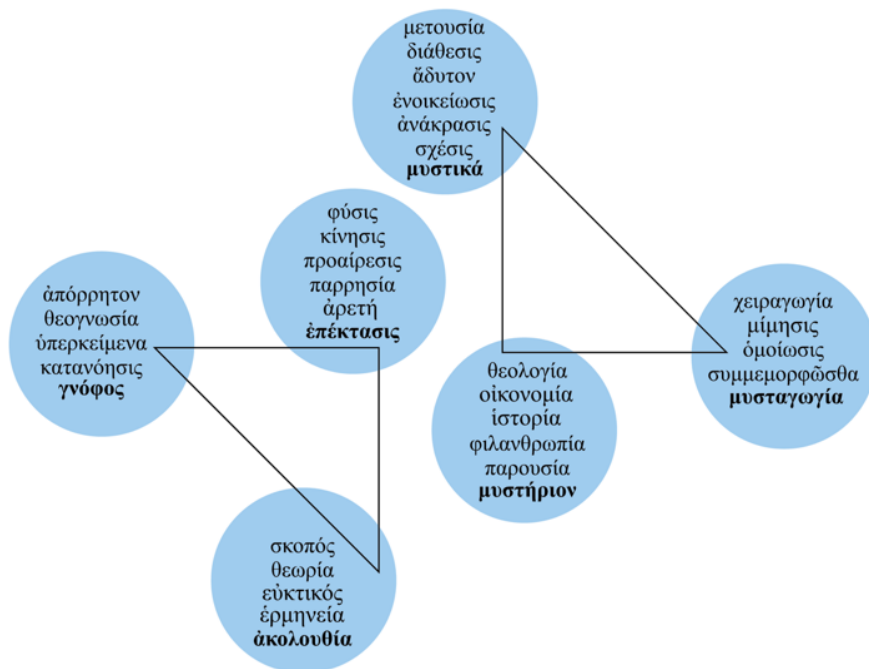 μετουσία
διάθεσις
ἄδυτον
ἐνοικείωσις
ἀνάκρασις
σχέσις
μυστικά
φύσις
κίνησις
προαίρεσις
παρρησία
ἀρετή
ἐπέκτασις
ἀπόρρητον
θεογνωσία
ὑπερκείμενα
κατανόησις
γνόφος
χειραγωγία
μίμησις
ὁμοίωσις
συμμεμορφῶσθα
μυσταγωγία
θεολογία
οἰκονομία
ἱστορία
φιλανθρωπία
παρουσία
μυστήριον
σκοπός
θεωρία
εὐκτικός
ἑρμηνεία
ἀκολουθία